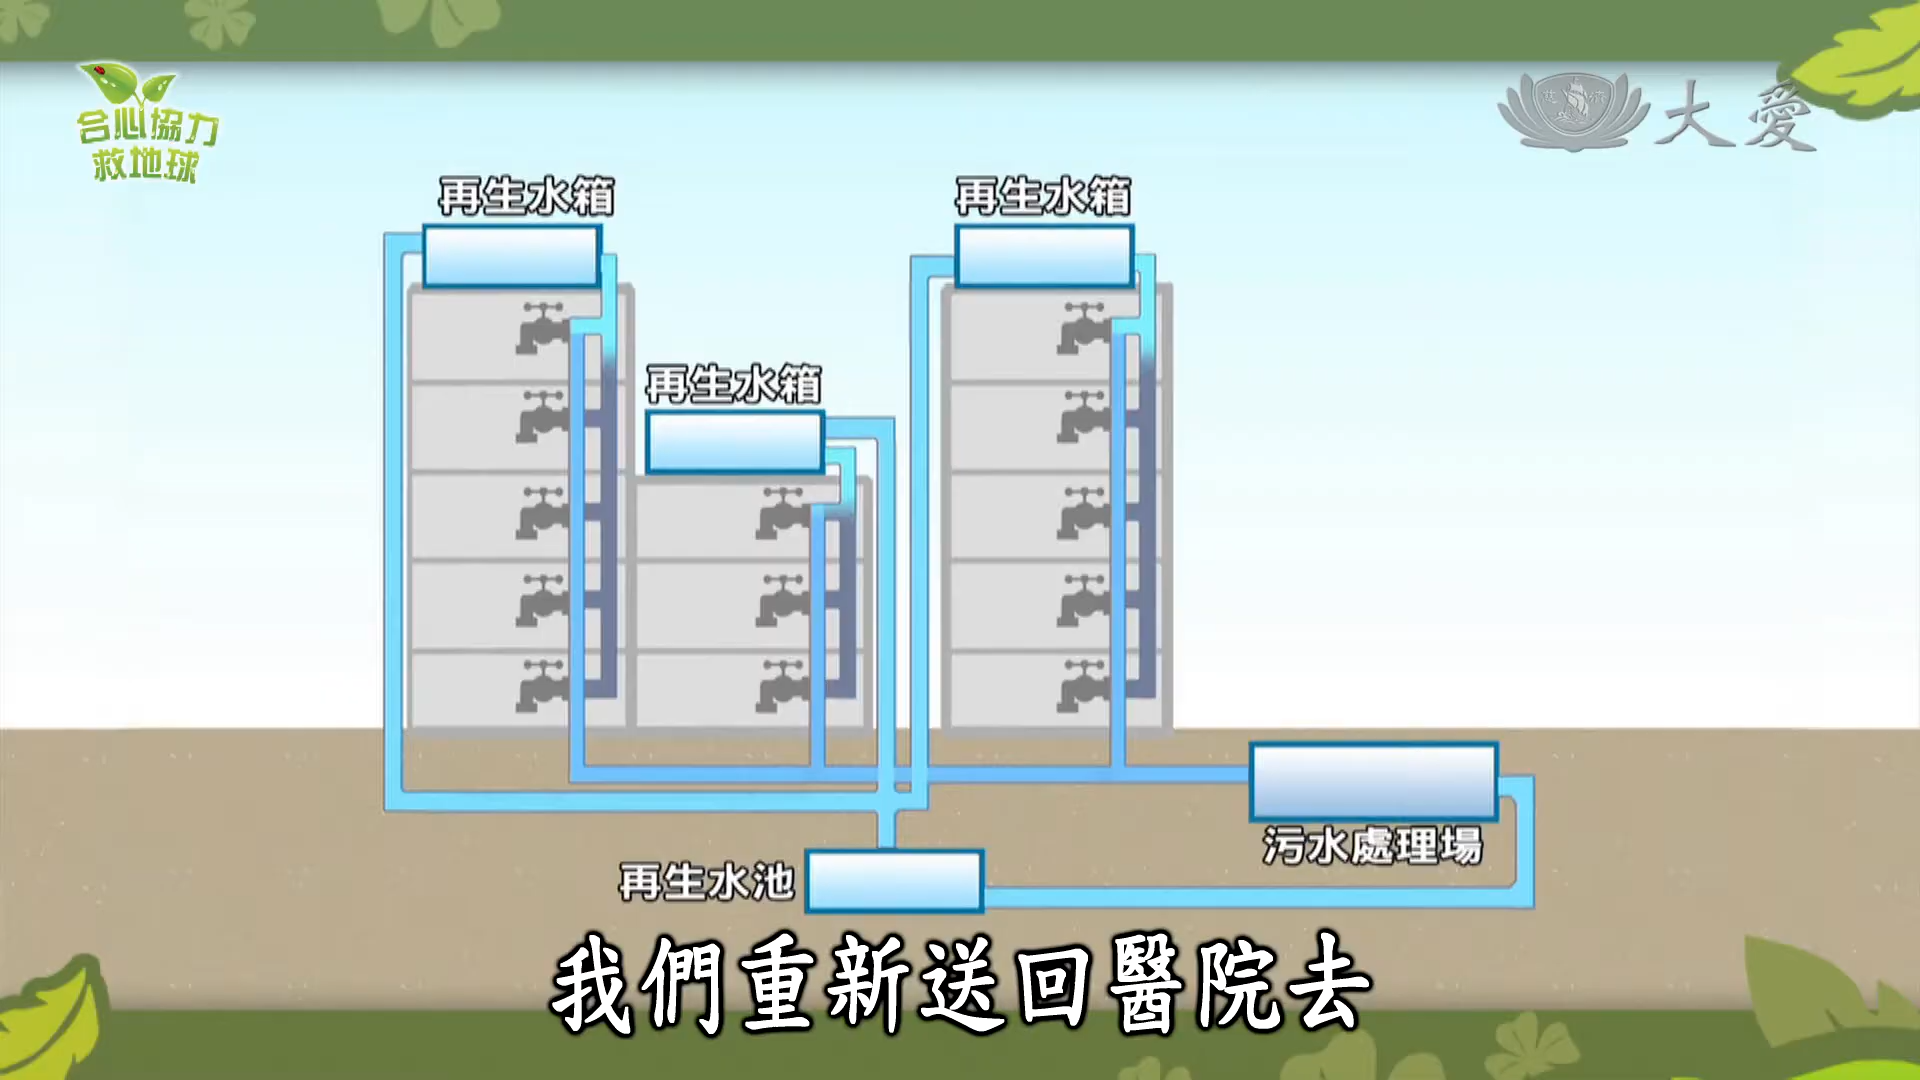 合心協力
救地球
大愛
再生水箱
再生水箱
再生水箱
污水處理場
再生水池
我們重新送回醫院去